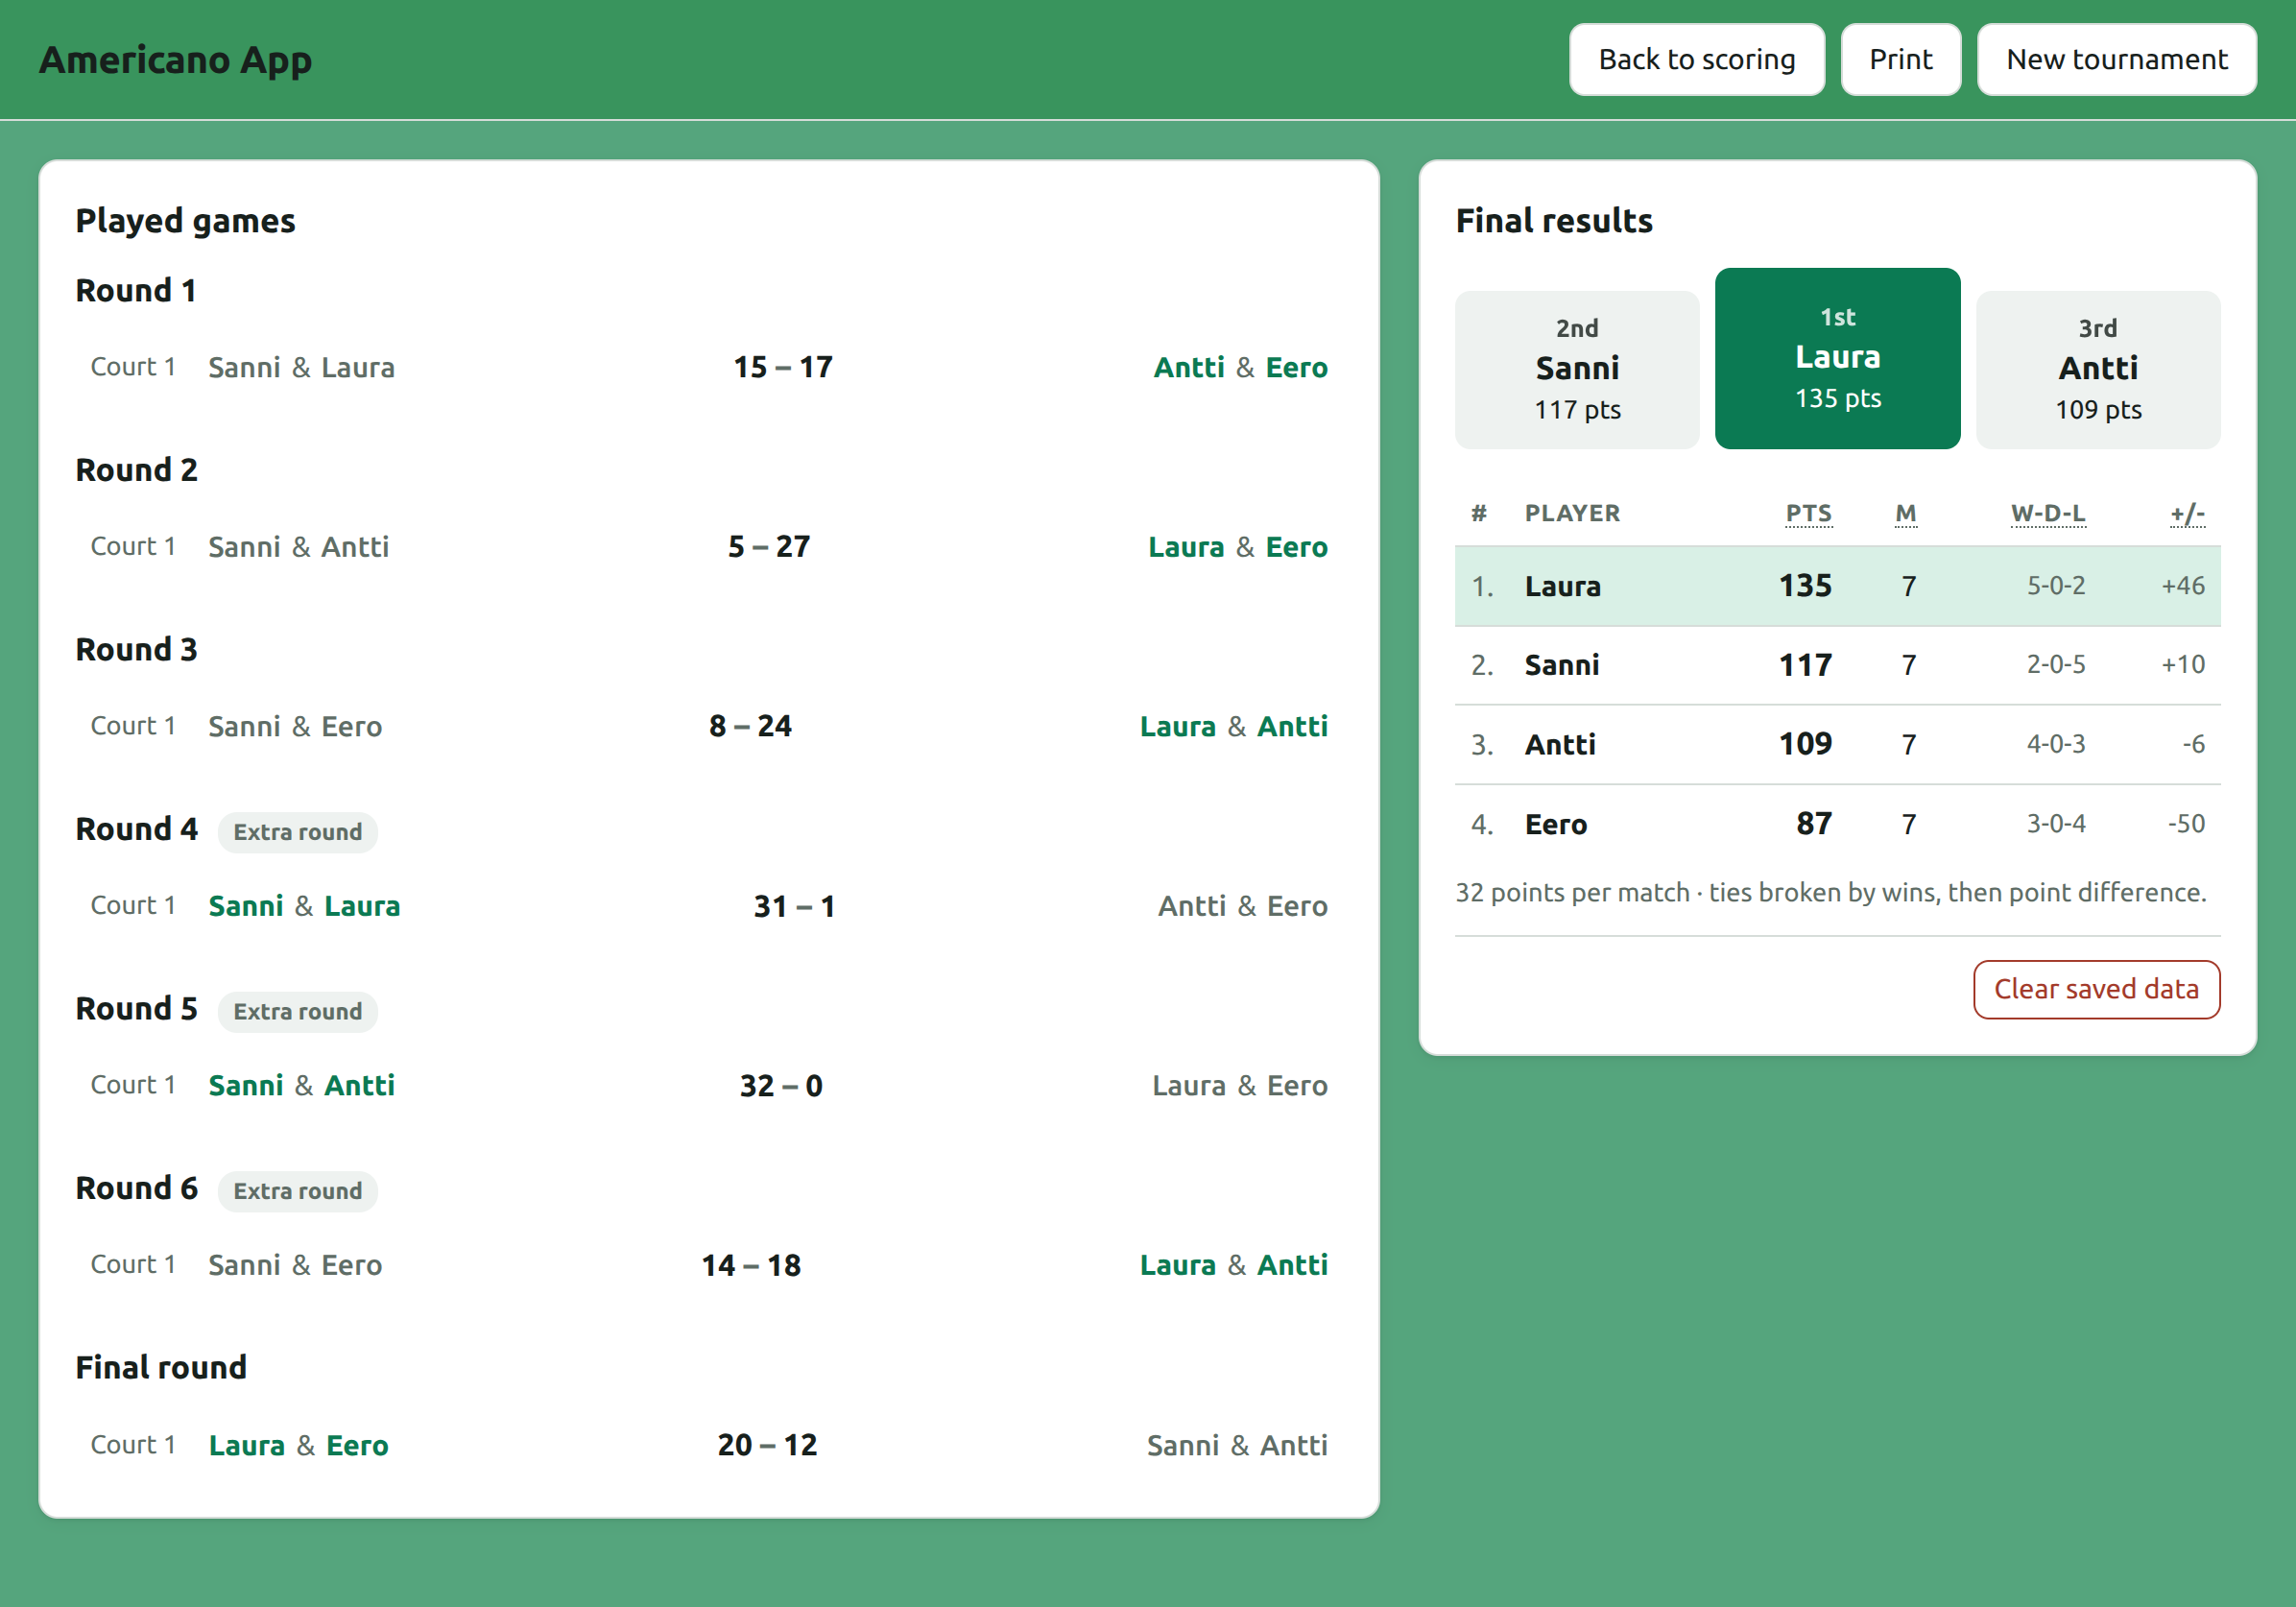 Americano App
Back to scoring
Print
New tournament
Played games
Round 1
Court 1 Sanni & Laura 15 – 17 Antti & Eero
Round 2
Court 1 Sanni & Antti 5 – 27 Laura & Eero
Round 3
Court 1 Sanni & Eero 8 – 24 Laura & Antti
Round 4 Extra round
Court 1 Sanni & Laura 31 – 1 Antti & Eero
Round 5 Extra round
Court 1 Sanni & Antti 32 – 0 Laura & Eero
Round 6 Extra round
Court 1 Sanni & Eero 14 – 18 Laura & Antti
Final round
Court 1 Laura & Eero 20 – 12 Sanni & Antti
Final results
2nd
Sanni
117 pts
1st
Laura
135 pts
3rd
Antti
109 pts
# PLAYER PTS M W-D-L +/-
1. Laura 135 7 5-0-2 +46
2. Sanni 117 7 2-0-5 +10
3. Antti 109 7 4-0-3 -6
4. Eero 87 7 3-0-4 -50
32 points per match · ties broken by wins, then point difference.
Clear saved data